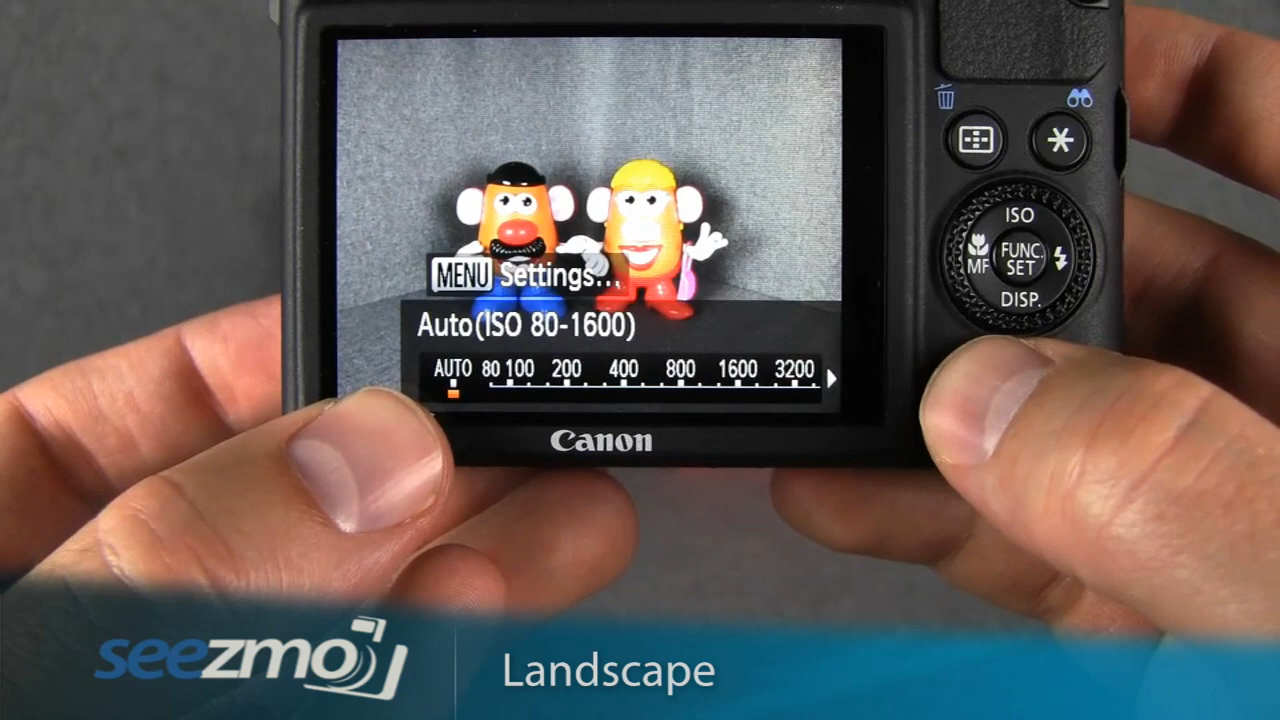 MENU Settings...
Auto(ISO 80-1600)
AUTO 80 100 200 400 800 1600 3200
Canon
ISO
MF
FUNC.
SET
DISP.
seezmo
Landscape